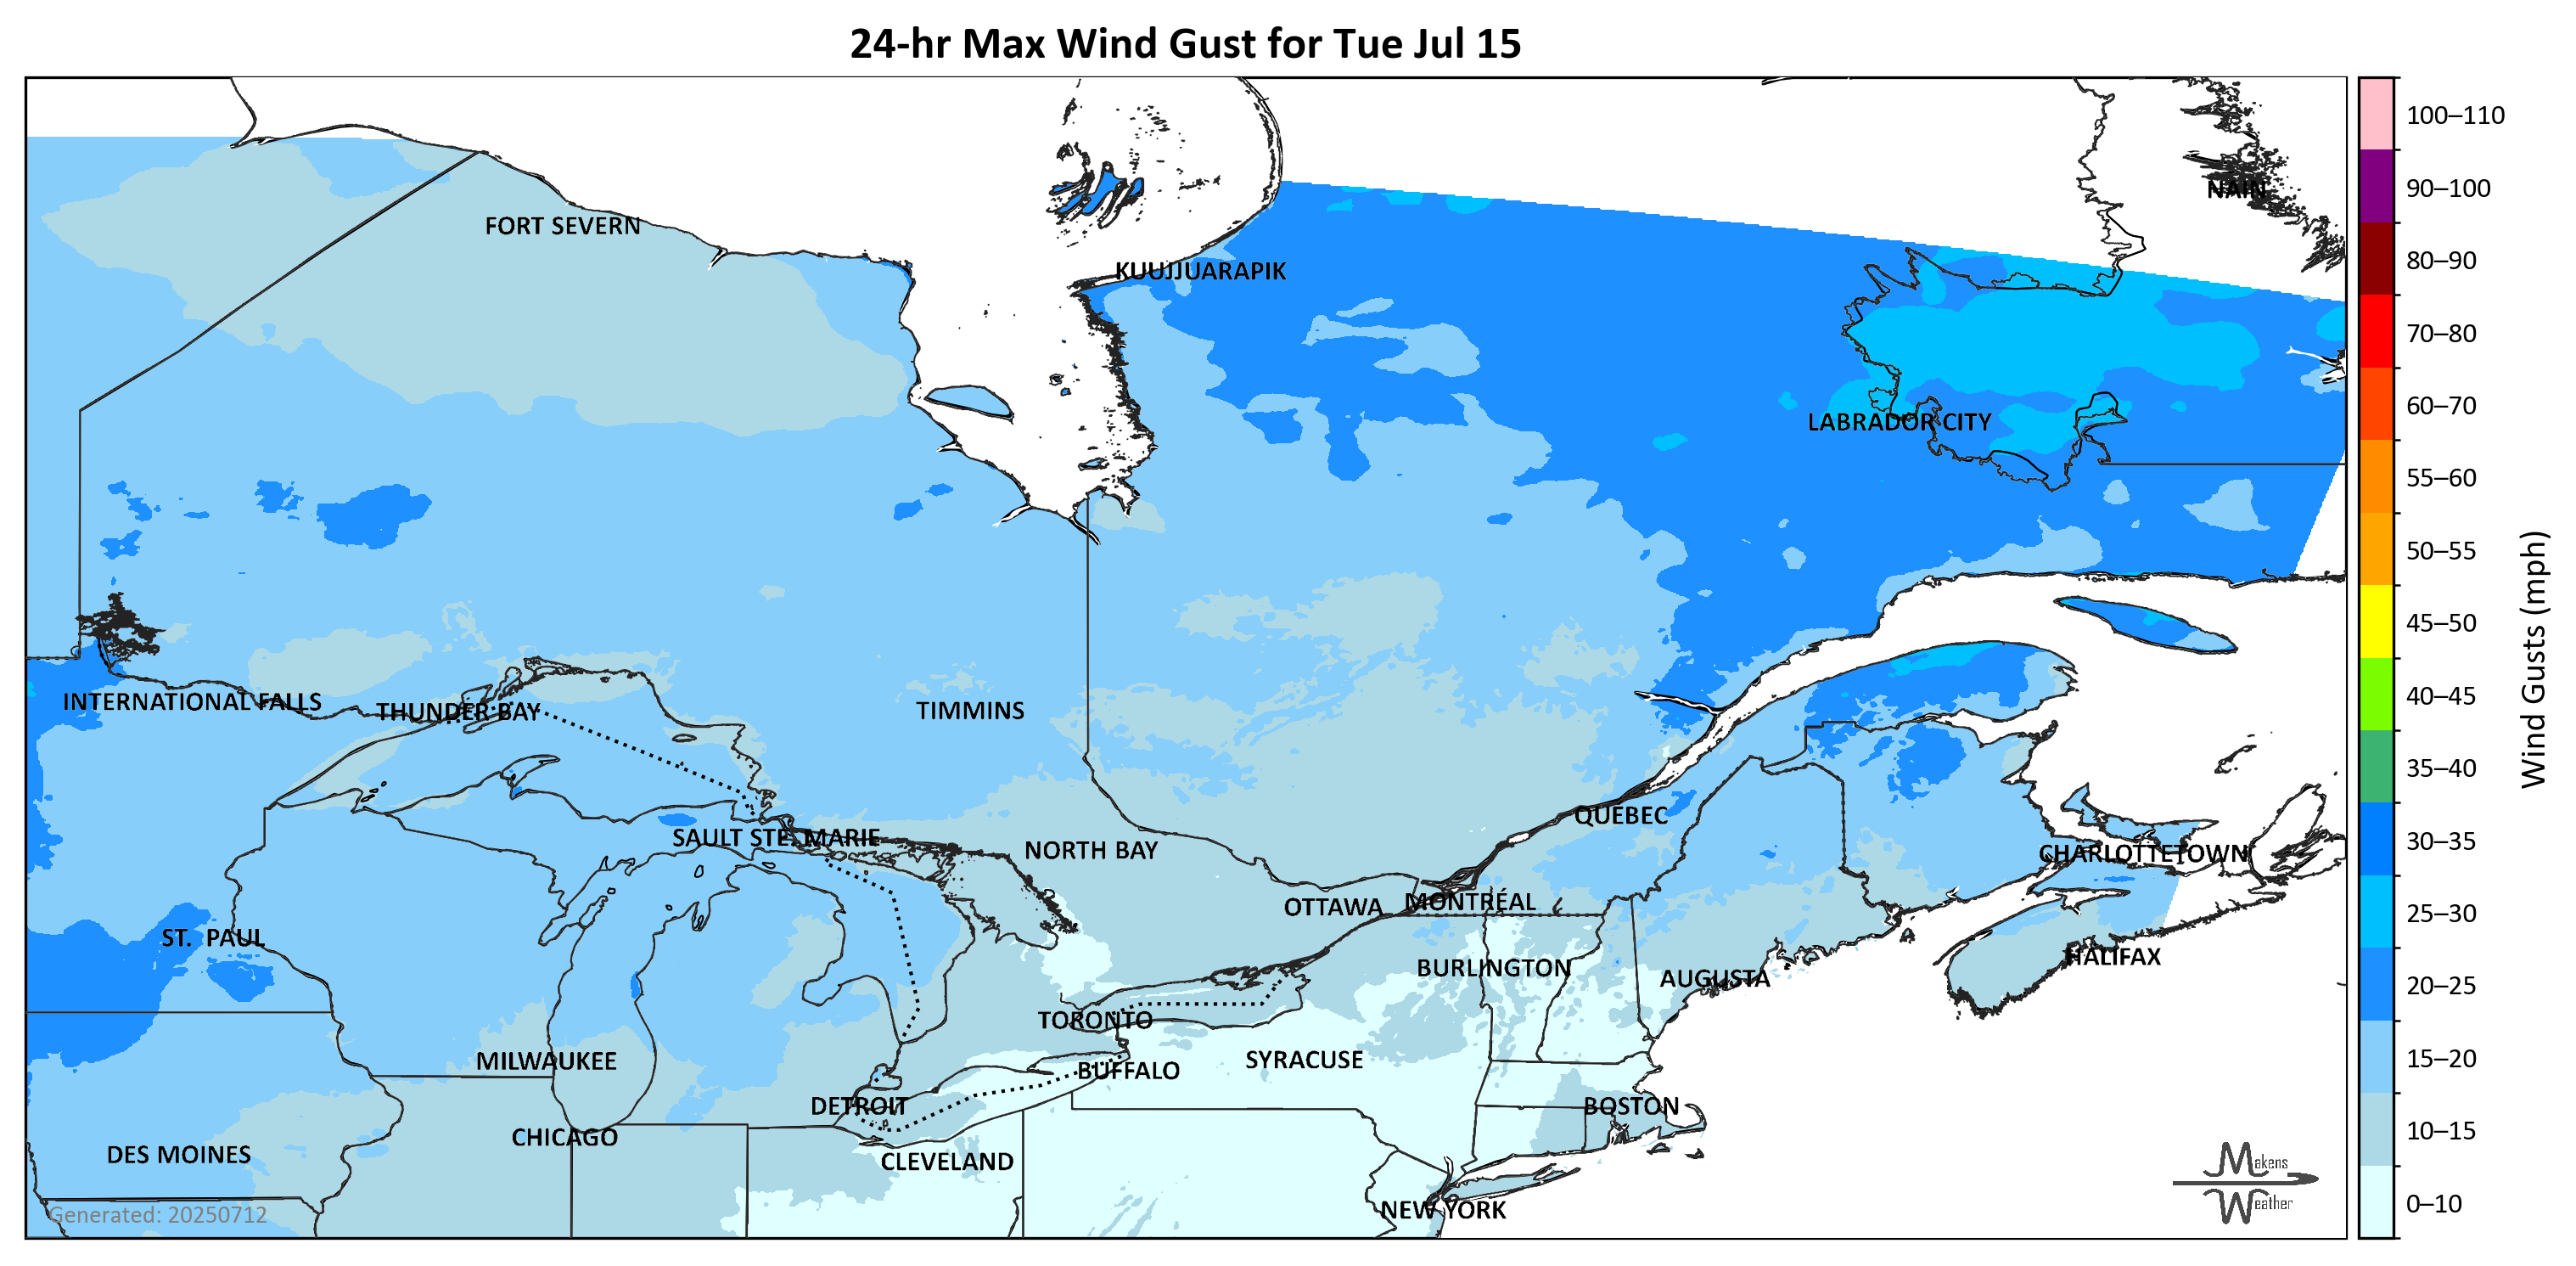 24-hr Max Wind Gust for Tue Jul 15
NAIN
FORT SEVERN
KUUJJUARAPIK
LABRADOR CITY
INTERNATIONAL FALLS
THUNDER BAY
TIMMINS
QUÉBEC
SAULT STE. MARIE
NORTH BAY
CHARLOTTETOWN
OTTAWA
MONTRÉAL
ST. PAUL
HALIFAX
BURLINGTON
AUGUSTA
TORONTO
MILWAUKEE
SYRACUSE
BUFFALO
DETROIT
BOSTON
CHICAGO
DES MOINES
CLEVELAND
NEW YORK
Generated: 20250712
Makens
Weather
100–110
90–100
80–90
70–80
60–70
55–60
50–55
45–50
40–45
35–40
30–35
25–30
20–25
15–20
10–15
0–10
Wind Gusts (mph)